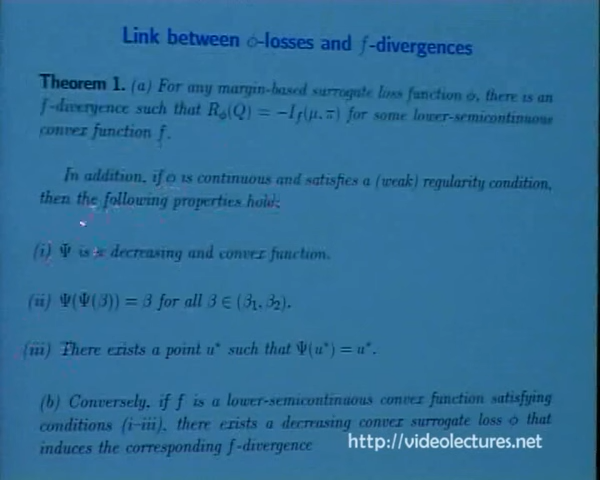 Link between ϕ-losses and f-divergences
Theorem 1. (a) For any margin-based surrogate loss function ϕ, there is an
f-divergence such that Rϕ(Q) = −If(μ, π) for some lower-semicontinuous
convex function f.
In addition, if ϕ is continuous and satisfies a (weak) regularity condition,
then the following properties hold:
(i) Ψ is a decreasing and convex function.
(ii) Ψ(Ψ(β)) = β for all β ∈ (β1, β2).
(iii) There exists a point u* such that Ψ(u*) = u*.
(b) Conversely, if f is a lower-semicontinuous convex function satisfying
conditions (i–iii), there exists a decreasing convex surrogate loss ϕ that
induces the corresponding f-divergence
http://videolectures.net